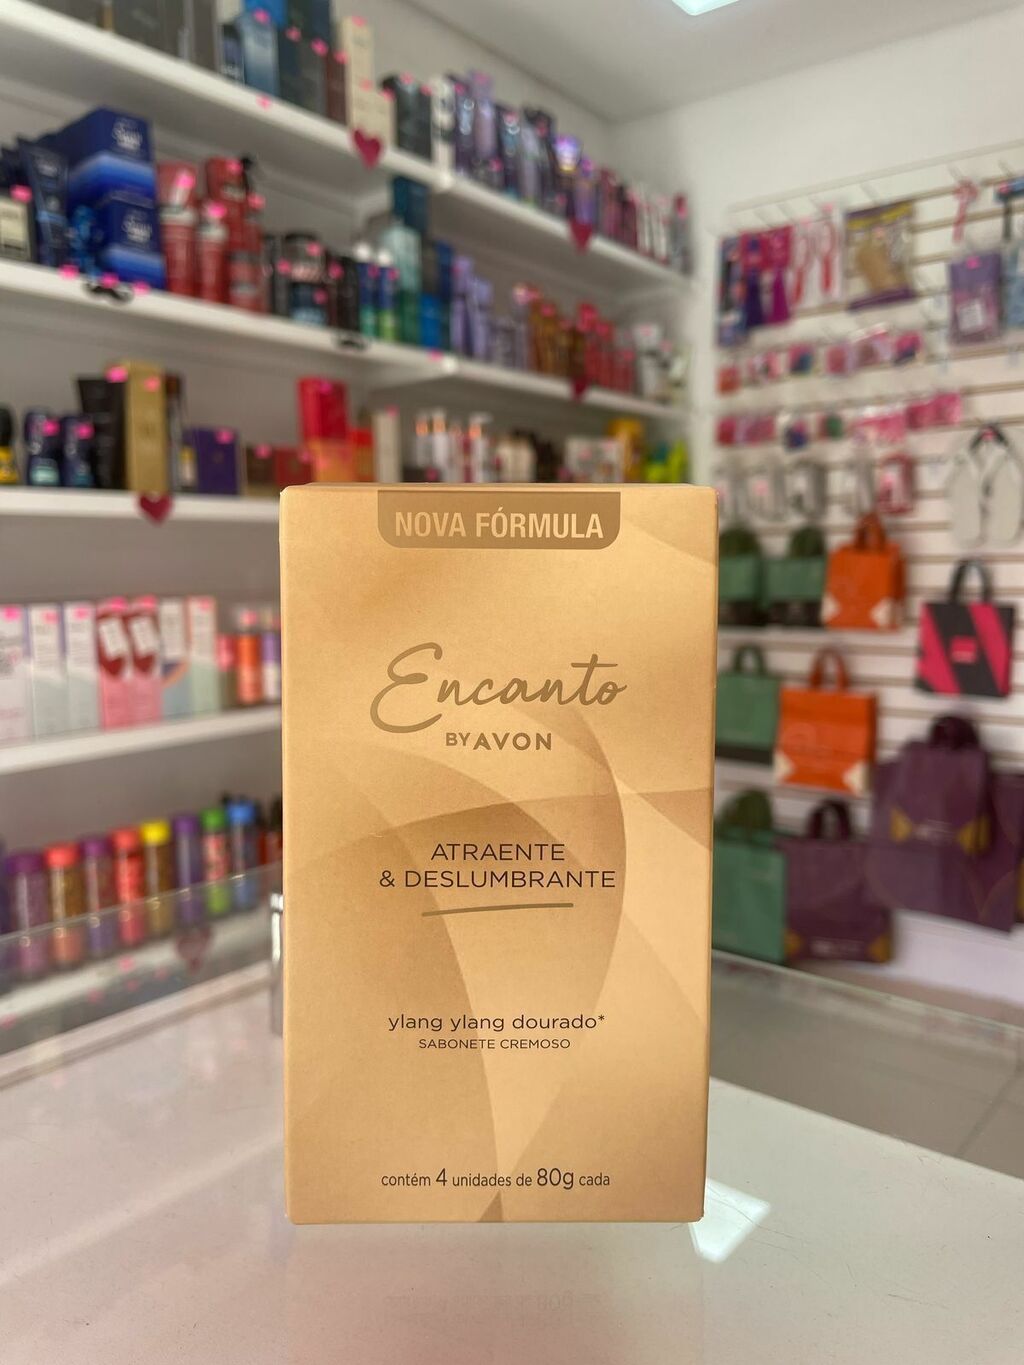 NOVA FÓRMULA
Encanto
BY AVON
ATRAENTE
& DESLUMBRANTE
ylang ylang dourado*
SABONETE CREMOSO
contém 4 unidades de 80g cada